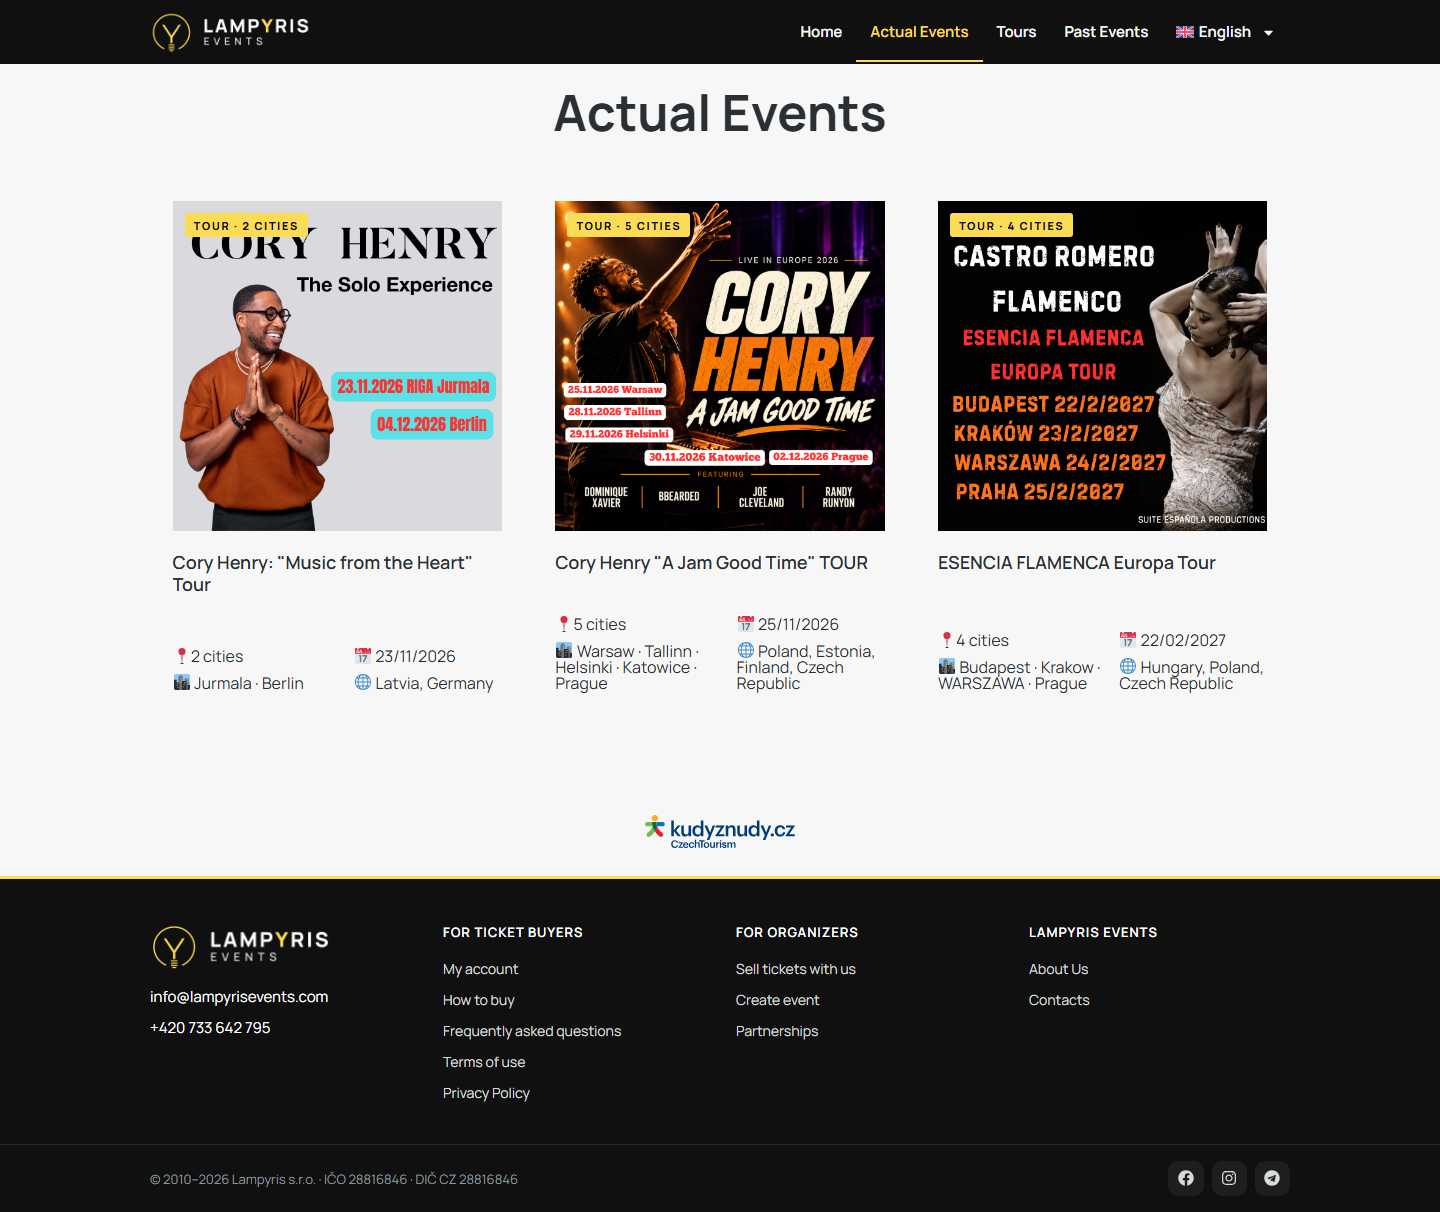 LAMPYRIS
EVENTS
Home
Actual Events
Tours
Past Events
English
Actual Events
TOUR · 2 CITIES
CORY HENRY
The Solo Experience
23.11.2026 RIGA Jurmala
04.12.2026 Berlin
TOUR · 5 CITIES
LIVE IN EUROPE 2026
CORY
HENRY
A JAM GOOD TIME
25.11.2026 Warsaw
28.11.2026 Tallinn
29.11.2026 Helsinki
30.11.2026 Katowice
02.12.2026 Prague
FEATURING
DOMINIQUE
XAVIER
BBEARDED
JOE
CLEVELAND
RANDY
RUNYON
TOUR · 4 CITIES
CASTRO ROMERO
FLAMENCO
ESENCIA FLAMENCA
EUROPA TOUR
BUDAPEST 22/2/2027
KRAKÓW 23/2/2027
WARSZAWA 24/2/2027
PRAHA 25/2/2027
SUITE ESPAÑOLA PRODUCTIONS
Cory Henry: "Music from the Heart"
Tour
2 cities
23/11/2026
Jurmala · Berlin
Latvia, Germany
Cory Henry "A Jam Good Time" TOUR
5 cities
25/11/2026
Warsaw · Tallinn ·
Helsinki · Katowice ·
Prague
Poland, Estonia,
Finland, Czech
Republic
ESENCIA FLAMENCA Europa Tour
4 cities
22/02/2027
Budapest · Krakow ·
WARSZAWA · Prague
Hungary, Poland,
Czech Republic
kudyznudy.cz
CzechTourism
LAMPYRIS
EVENTS
info@lampyrisevents.com
+420 733 642 795
FOR TICKET BUYERS
My account
How to buy
Frequently asked questions
Terms of use
Privacy Policy
FOR ORGANIZERS
Sell tickets with us
Create event
Partnerships
LAMPYRIS EVENTS
About Us
Contacts
© 2010–2026 Lampyris s.r.o. · IČO 28816846 · DIČ CZ 28816846